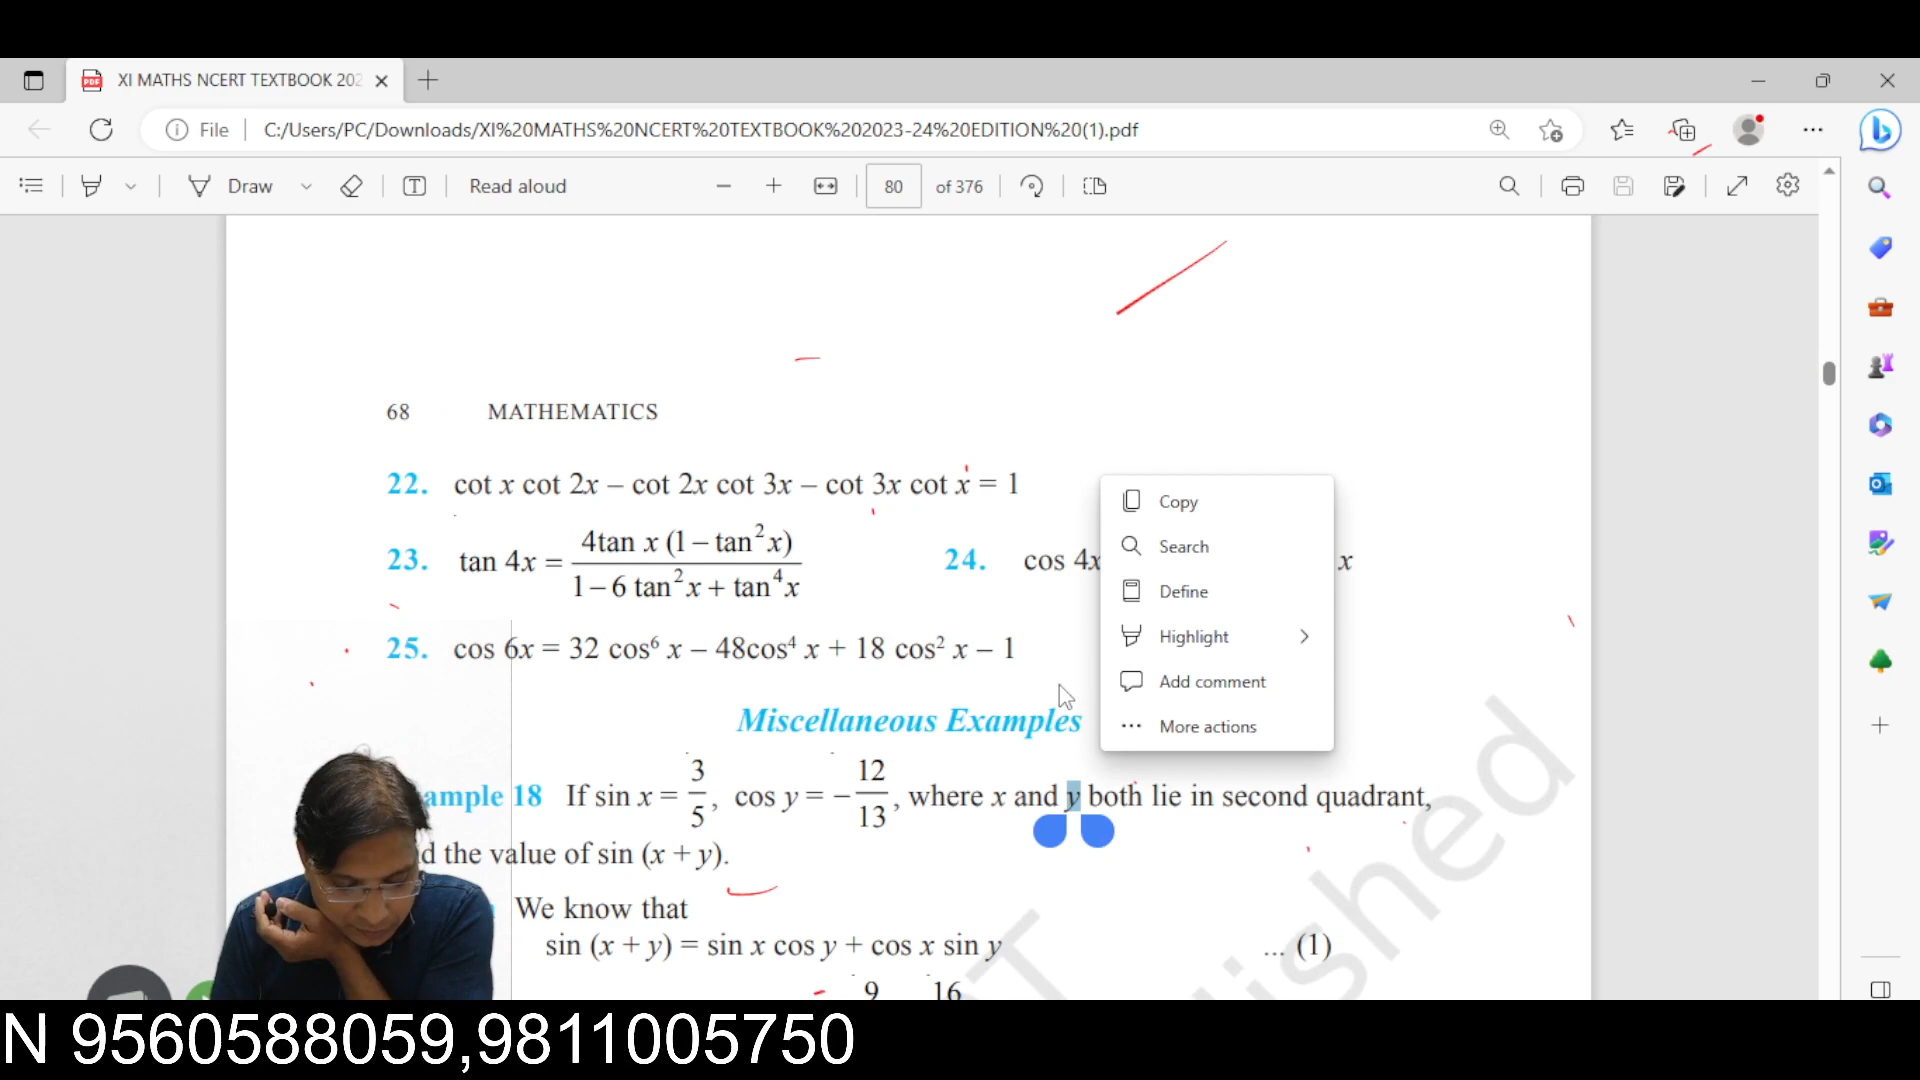 XI MATHS NCERT TEXTBOOK 202
File C:/Users/PC/Downloads/XI%20MATHS%20NCERT%20TEXTBOOK%202023-24%20EDITION%20(1).pdf
Draw T Read aloud 80 of 376
68 MATHEMATICS
22. cot x cot 2x – cot 2x cot 3x – cot 3x cot x = 1
23. tan 4x = 4tan x (1 – tan²x) / 1 – 6 tan²x + tan⁴x 24. cos 4x x
25. cos 6x = 32 cos⁶ x – 48cos⁴ x + 18 cos² x – 1
Copy
Search
Define
Highlight
Add comment
More actions
Miscellaneous Examples
ample 18 If sin x = 3/5, cos y = −12/13, where x and y both lie in second quadrant,
d the value of sin (x + y).
We know that
sin (x + y) = sin x cos y + cos x sin y ... (1)
9 16
ished
N 9560588059,9811005750